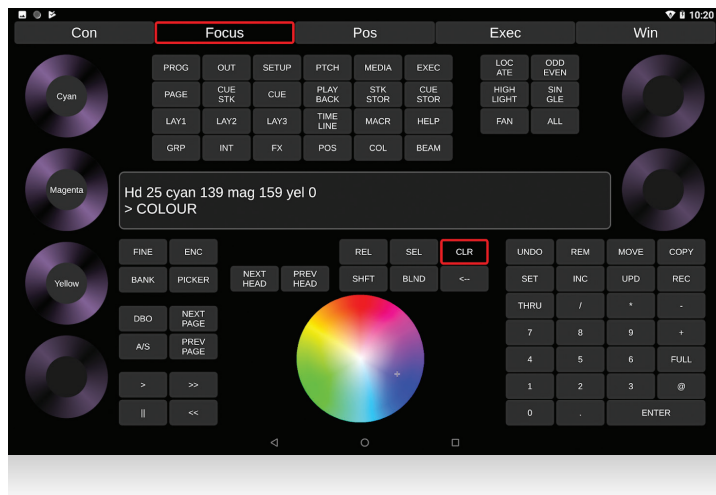 10:20
Con Focus Pos Exec Win
PROG OUT SETUP PTCH MEDIA EXEC LOC ATE ODD EVEN
Cyan PAGE CUE STK CUE PLAY BACK STK STOR CUE STOR HIGH LIGHT SIN GLE
LAY1 LAY2 LAY3 TIME LINE MACR HELP FAN ALL
GRP INT FX POS COL BEAM
Magenta
Hd 25 cyan 139 mag 159 yel 0
> COLOUR
FINE ENC REL SEL CLR UNDO REM MOVE COPY
Yellow BANK PICKER NEXT HEAD PREV HEAD SHFT BLND <-- SET INC UPD REC
DBO NEXT PAGE THRU / * -
A/S PREV PAGE 7 8 9 +
4 5 6 FULL
> >> 1 2 3 @
|| << 0 . ENTER